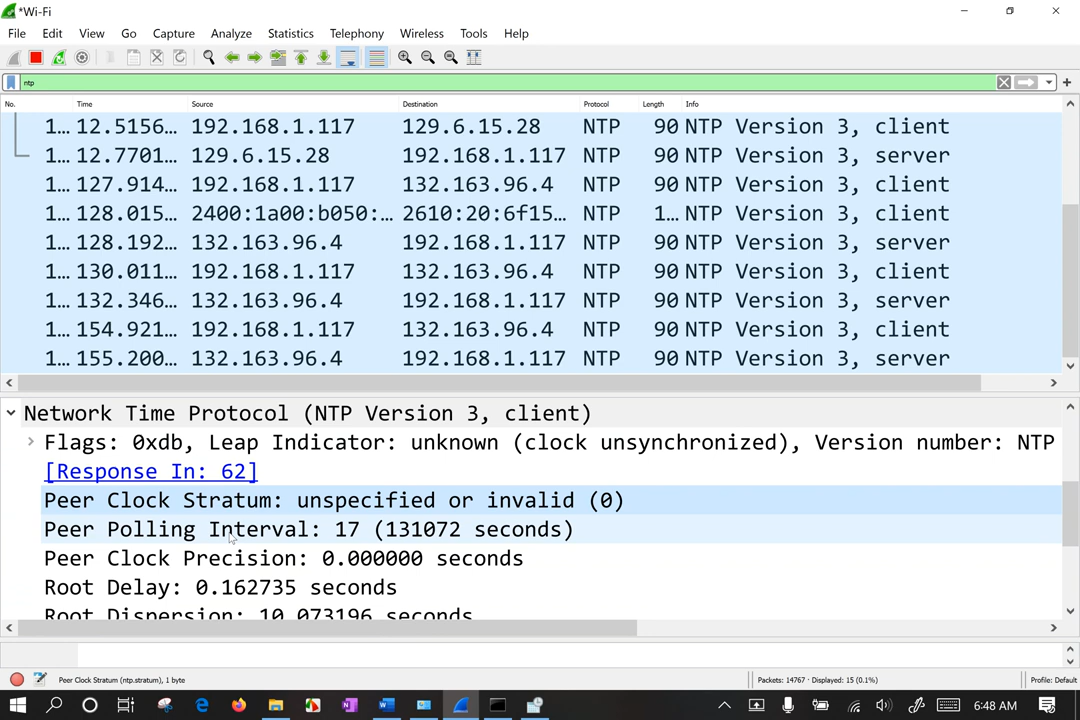 *Wi-Fi
File Edit View Go Capture Analyze Statistics Telephony Wireless Tools Help
ntp
No. Time Source Destination Protocol Length Info
1… 12.5156… 192.168.1.117 129.6.15.28 NTP 90 NTP Version 3, client
1… 12.7701… 129.6.15.28 192.168.1.117 NTP 90 NTP Version 3, server
1… 127.914… 192.168.1.117 132.163.96.4 NTP 90 NTP Version 3, client
1… 128.015… 2400:1a00:b050:… 2610:20:6f15… NTP 1… NTP Version 3, client
1… 128.192… 132.163.96.4 192.168.1.117 NTP 90 NTP Version 3, server
1… 130.011… 192.168.1.117 132.163.96.4 NTP 90 NTP Version 3, client
1… 132.346… 132.163.96.4 192.168.1.117 NTP 90 NTP Version 3, server
1… 154.921… 192.168.1.117 132.163.96.4 NTP 90 NTP Version 3, client
1… 155.200… 132.163.96.4 192.168.1.117 NTP 90 NTP Version 3, server
Network Time Protocol (NTP Version 3, client)
Flags: 0xdb, Leap Indicator: unknown (clock unsynchronized), Version number: NTP
[Response In: 62]
Peer Clock Stratum: unspecified or invalid (0)
Peer Polling Interval: 17 (131072 seconds)
Peer Clock Precision: 0.000000 seconds
Root Delay: 0.162735 seconds
Root Dispersion: 10.073196 seconds
Peer Clock Stratum (ntp.stratum), 1 byte
Packets: 14767 · Displayed: 15 (0.1%)
Profile: Default
6:48 AM